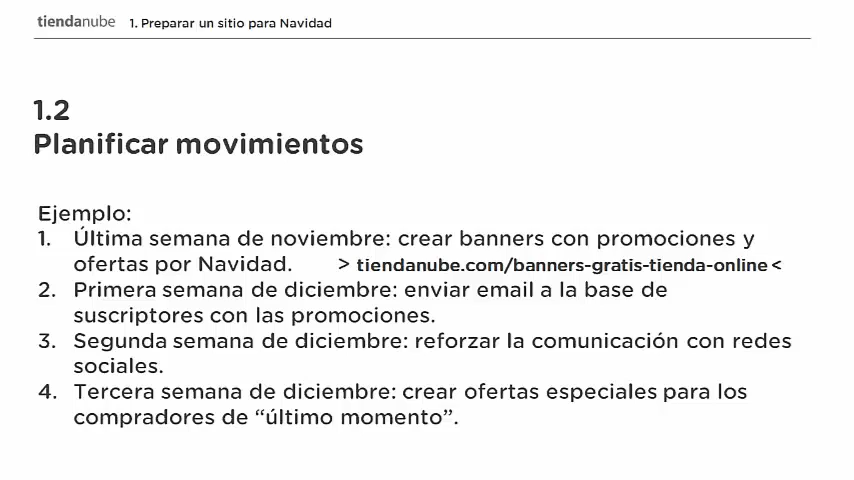 tiendanube 1. Preparar un sitio para Navidad
1.2
Planificar movimientos
Ejemplo:
1. Última semana de noviembre: crear banners con promociones y
ofertas por Navidad. > tiendanube.com/banners-gratis-tienda-online <
2. Primera semana de diciembre: enviar email a la base de
suscriptores con las promociones.
3. Segunda semana de diciembre: reforzar la comunicación con redes
sociales.
4. Tercera semana de diciembre: crear ofertas especiales para los
compradores de “último momento”.